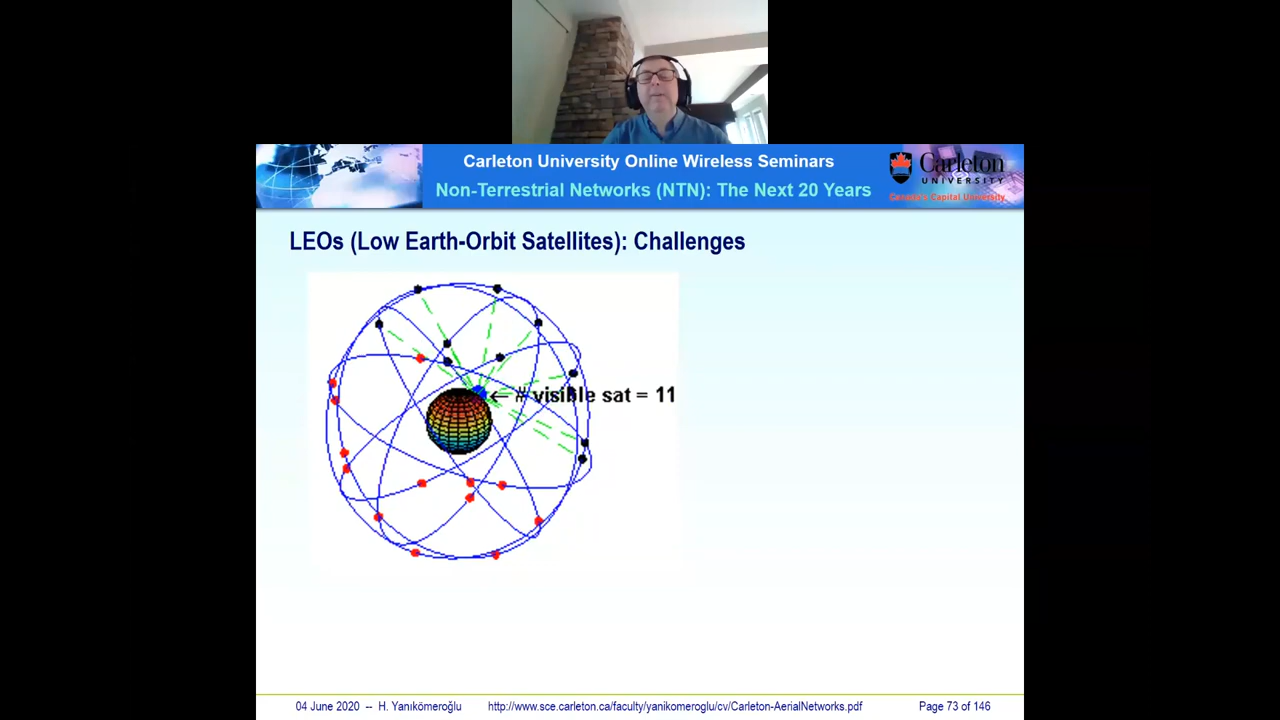 Carleton University Online Wireless Seminars
Non-Terrestrial Networks (NTN): The Next 20 Years
Carleton
UNIVERSITY
Canada's Capital University
LEOs (Low Earth-Orbit Satellites): Challenges
← # visible sat = 11
04 June 2020 -- H. Yanıkömeroğlu http://www.sce.carleton.ca/faculty/yanikomeroglu/cv/Carleton-AerialNetworks.pdf Page 73 of 146